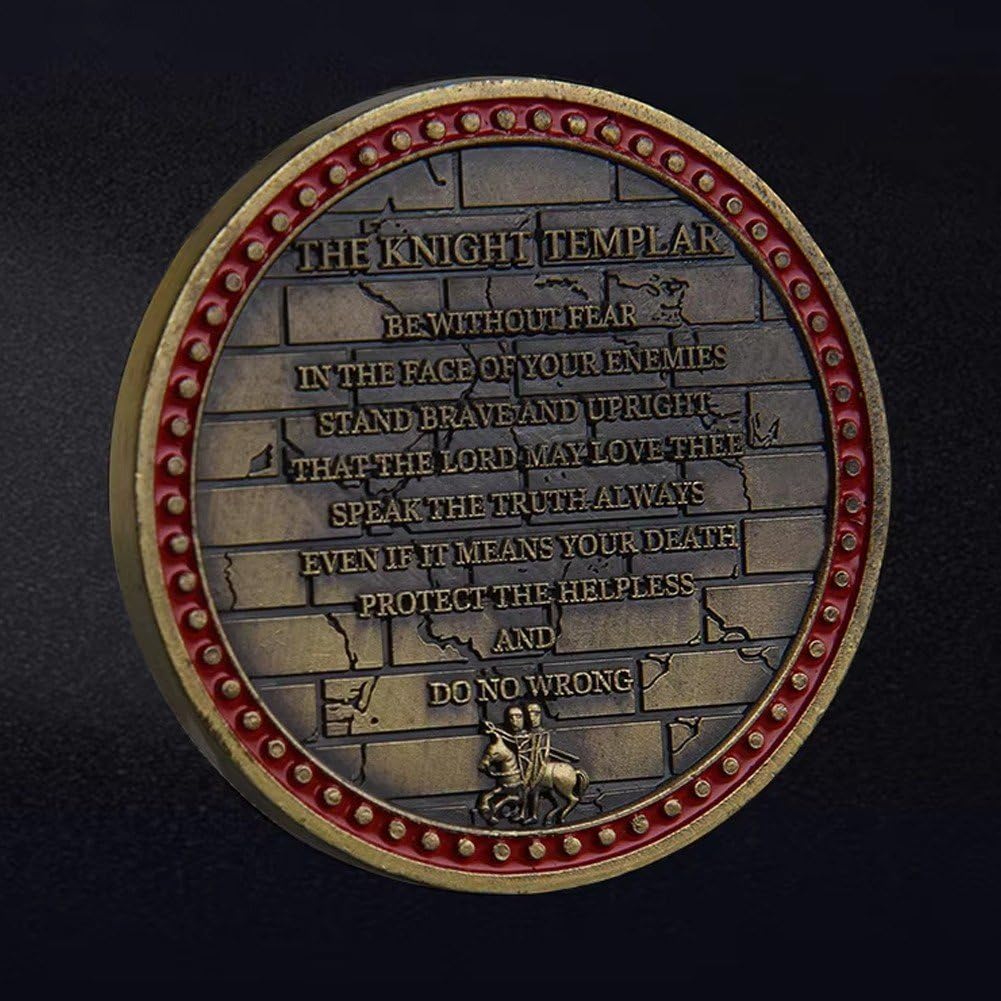 THE KNIGHT TEMPLAR
BE WITHOUT FEAR
IN THE FACE OF YOUR ENEMIES
STAND BRAVE AND UPRIGHT
THAT THE LORD MAY LOVE THEE
SPEAK THE TRUTH ALWAYS
EVEN IF IT MEANS YOUR DEATH
PROTECT THE HELPLESS
AND
DO NO WRONG